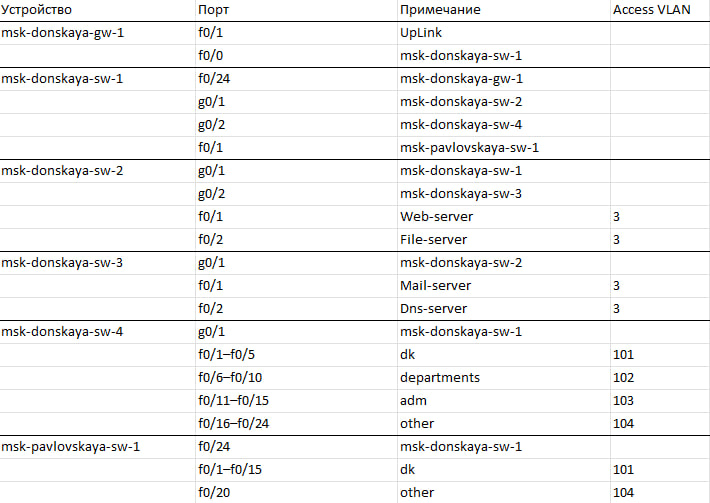 Устройство Порт Примечание Access VLAN
msk-donskaya-gw-1 f0/1 UpLink
f0/0 msk-donskaya-sw-1
msk-donskaya-sw-1 f0/24 msk-donskaya-gw-1
g0/1 msk-donskaya-sw-2
g0/2 msk-donskaya-sw-4
f0/1 msk-pavlovskaya-sw-1
msk-donskaya-sw-2 g0/1 msk-donskaya-sw-1
g0/2 msk-donskaya-sw-3
f0/1 Web-server 3
f0/2 File-server 3
msk-donskaya-sw-3 g0/1 msk-donskaya-sw-2
f0/1 Mail-server 3
f0/2 Dns-server 3
msk-donskaya-sw-4 g0/1 msk-donskaya-sw-1
f0/1–f0/5 dk 101
f0/6–f0/10 departments 102
f0/11–f0/15 adm 103
f0/16–f0/24 other 104
msk-pavlovskaya-sw-1 f0/24 msk-donskaya-sw-1
f0/1–f0/15 dk 101
f0/20 other 104